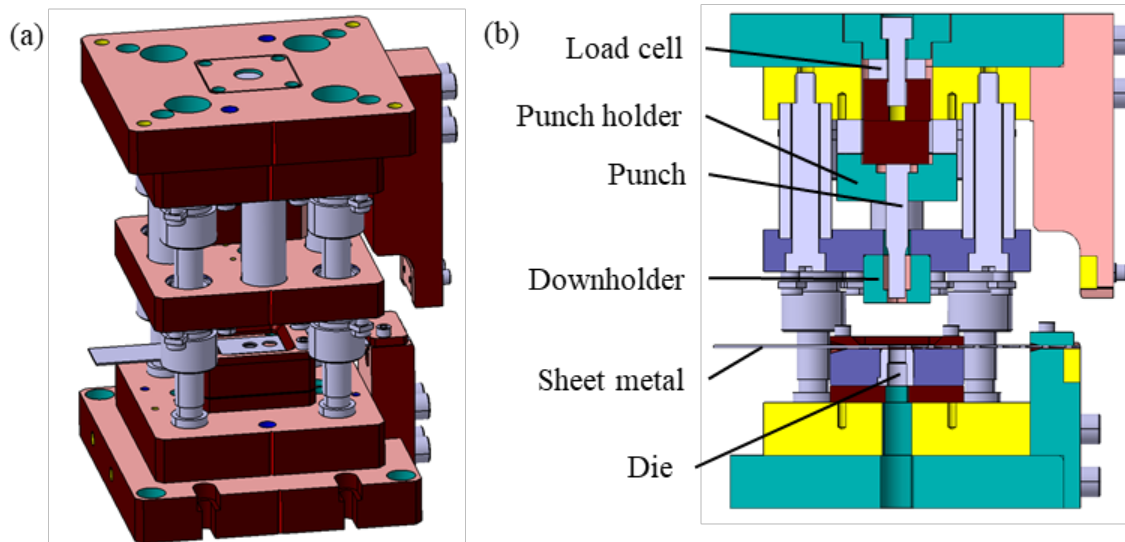 (a)
(b)
Load cell
Punch holder
Punch
Downholder
Sheet metal
Die